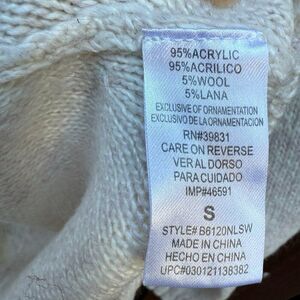 95%ACRYLIC
95%ACRILICO
5%WOOL
5%LANA
EXCLUSIVE OF ORNAMENTATION
EXCLUSIVO DE LA ORNAMENTACION
RN#39831
CARE ON REVERSE
VER AL DORSO
PARA CUIDADO
IMP#46591
S
STYLE# B6120NLSW
MADE IN CHINA
HECHO EN CHINA
UPC#030121138382